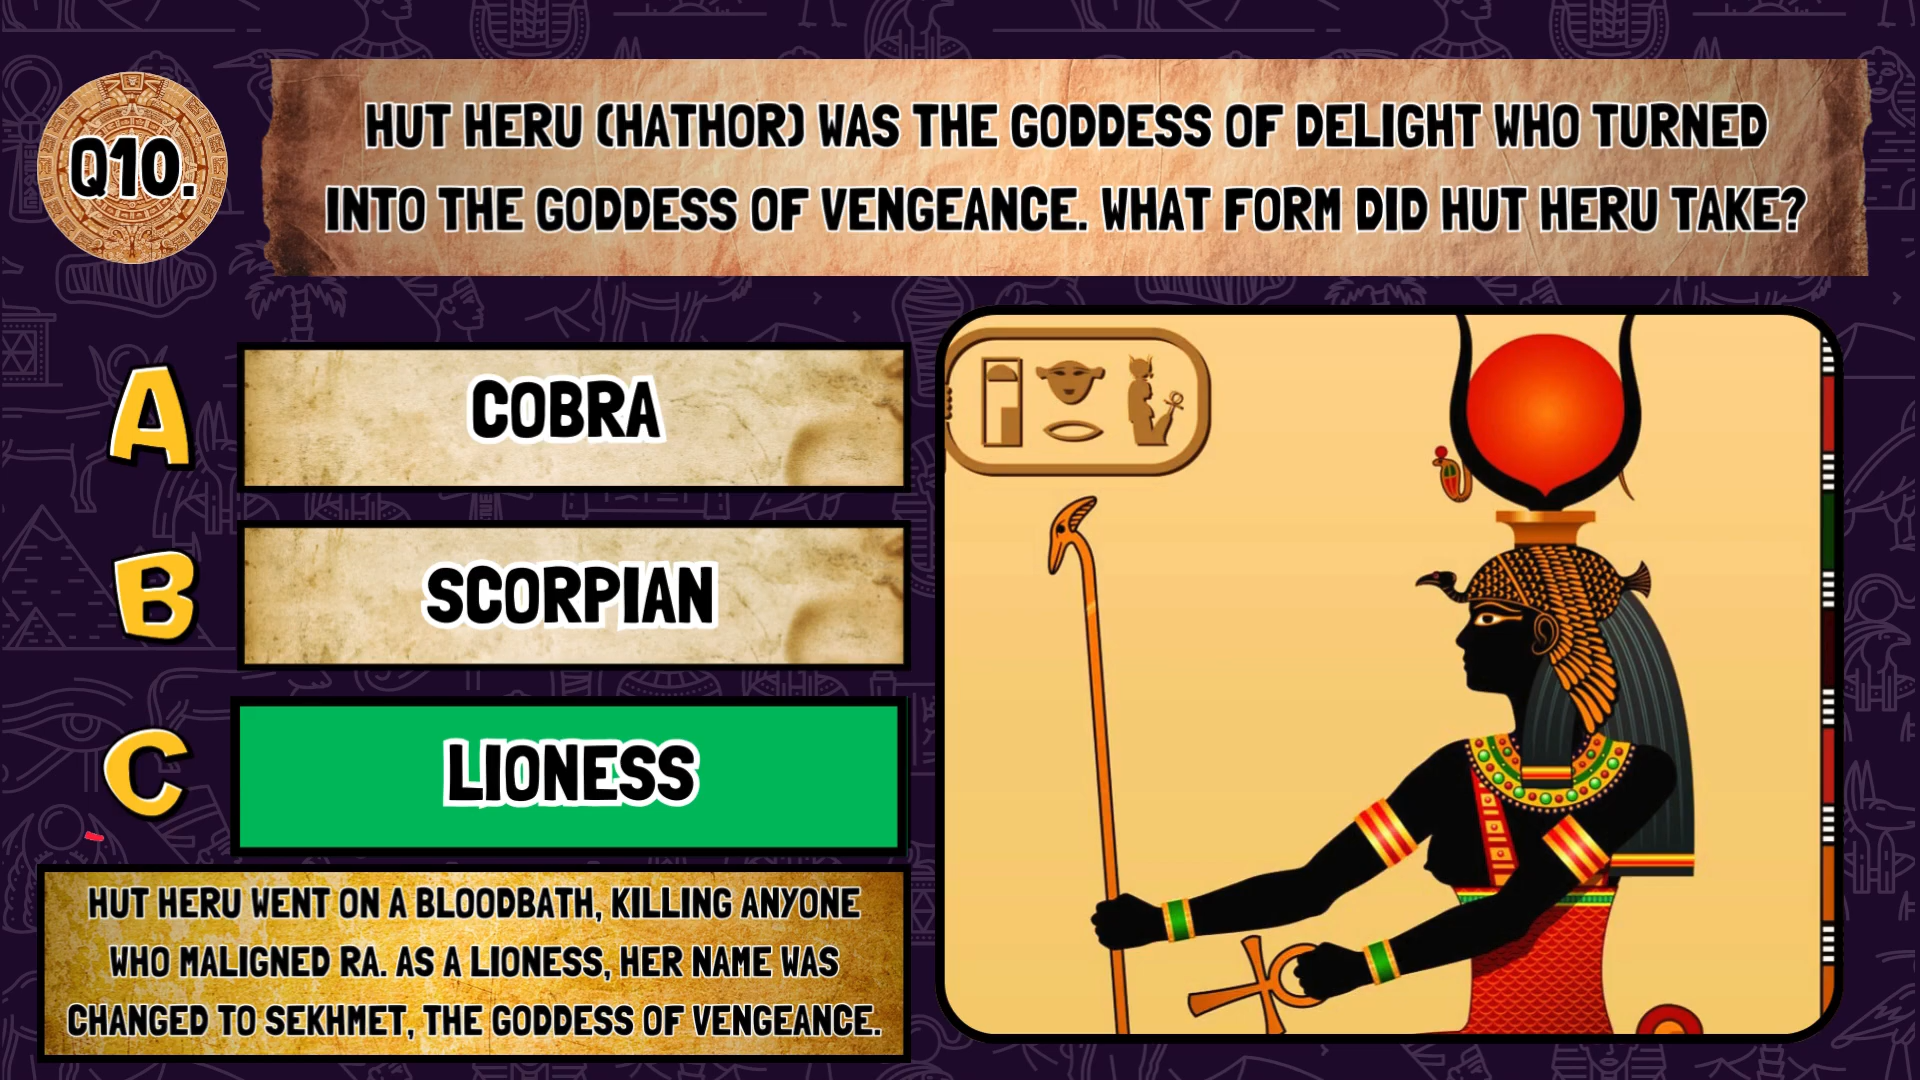 Q10.
HUT HERU (HATHOR) WAS THE GODDESS OF DELIGHT WHO TURNED
INTO THE GODDESS OF VENGEANCE. WHAT FORM DID HUT HERU TAKE?
A
COBRA
B
SCORPIAN
C
LIONESS
HUT HERU WENT ON A BLOODBATH, KILLING ANYONE
WHO MALIGNED RA. AS A LIONESS, HER NAME WAS
CHANGED TO SEKHMET, THE GODDESS OF VENGEANCE.